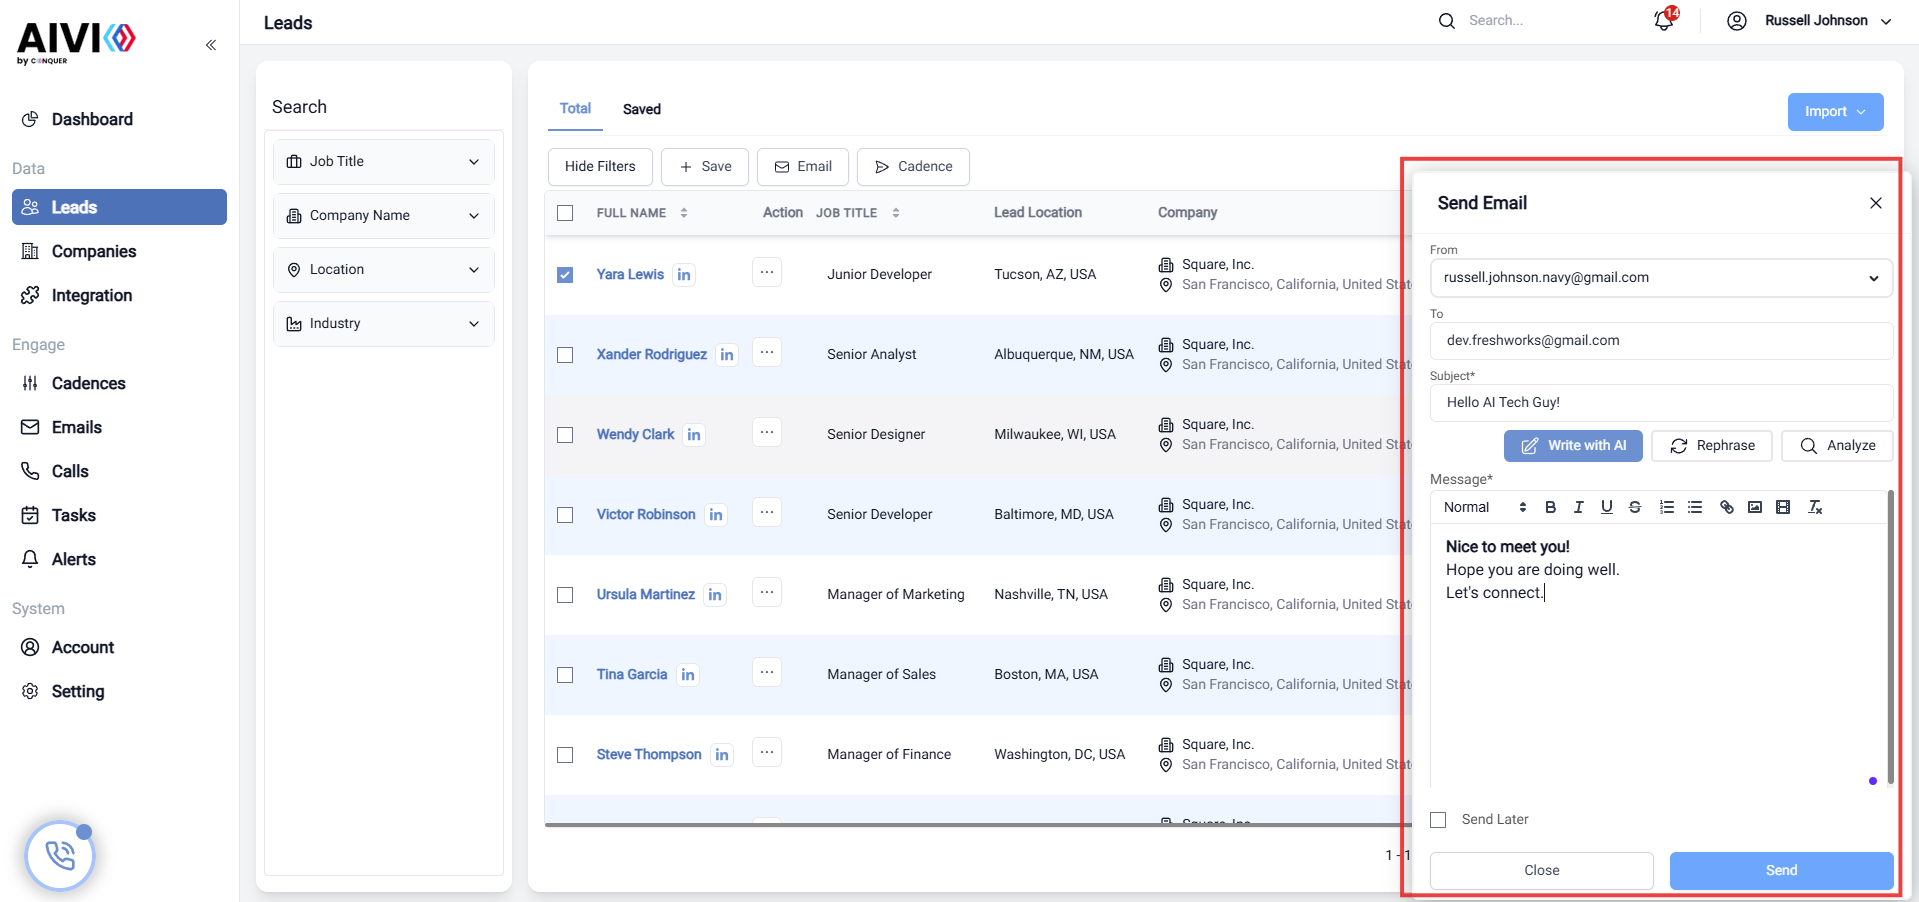 AIVI
by CONQUER
Dashboard
Data
Leads
Companies
Integration
Engage
Cadences
Emails
Calls
Tasks
Alerts
System
Account
Setting
Leads
Search...
14
Russell Johnson
Search
Job Title
Company Name
Location
Industry
Total
Saved
Import
Hide Filters
Save
Email
Cadence
FULL NAME
Action
JOB TITLE
Lead Location
Company
Yara Lewis
in
...
Junior Developer
Tucson, AZ, USA
Square, Inc.
San Francisco, California, United Stat
Xander Rodriguez
in
...
Senior Analyst
Albuquerque, NM, USA
Square, Inc.
San Francisco, California, United Stat
Wendy Clark
in
...
Senior Designer
Milwaukee, WI, USA
Square, Inc.
San Francisco, California, United Stat
Victor Robinson
in
...
Senior Developer
Baltimore, MD, USA
Square, Inc.
San Francisco, California, United Stat
Ursula Martinez
in
...
Manager of Marketing
Nashville, TN, USA
Square, Inc.
San Francisco, California, United Stat
Tina Garcia
in
...
Manager of Sales
Boston, MA, USA
Square, Inc.
San Francisco, California, United Stat
Steve Thompson
in
...
Manager of Finance
Washington, DC, USA
Square, Inc.
San Francisco, California, United Stat
Square, Inc.
1 - 1
Send Email
From
russell.johnson.navy@gmail.com
To
dev.freshworks@gmail.com
Subject*
Hello AI Tech Guy!
Write with AI
Rephrase
Analyze
Message*
Normal
Nice to meet you!
Hope you are doing well.
Let's connect.
Send Later
Close
Send